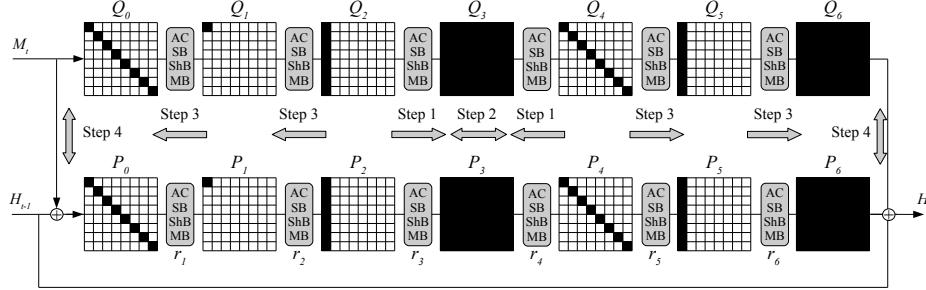 Q0 Q1 Q2 Q3 Q4 Q5 Q6
Mt
AC SB ShB MB
AC SB ShB MB
AC SB ShB MB
AC SB ShB MB
AC SB ShB MB
AC SB ShB MB
Step 4 Step 3 Step 3 Step 1 Step 2 Step 1 Step 3 Step 3 Step 4
P0 P1 P2 P3 P4 P5 P6
Ht-1
AC SB ShB MB
AC SB ShB MB
AC SB ShB MB
AC SB ShB MB
AC SB ShB MB
AC SB ShB MB
H
r1 r2 r3 r4 r5 r6